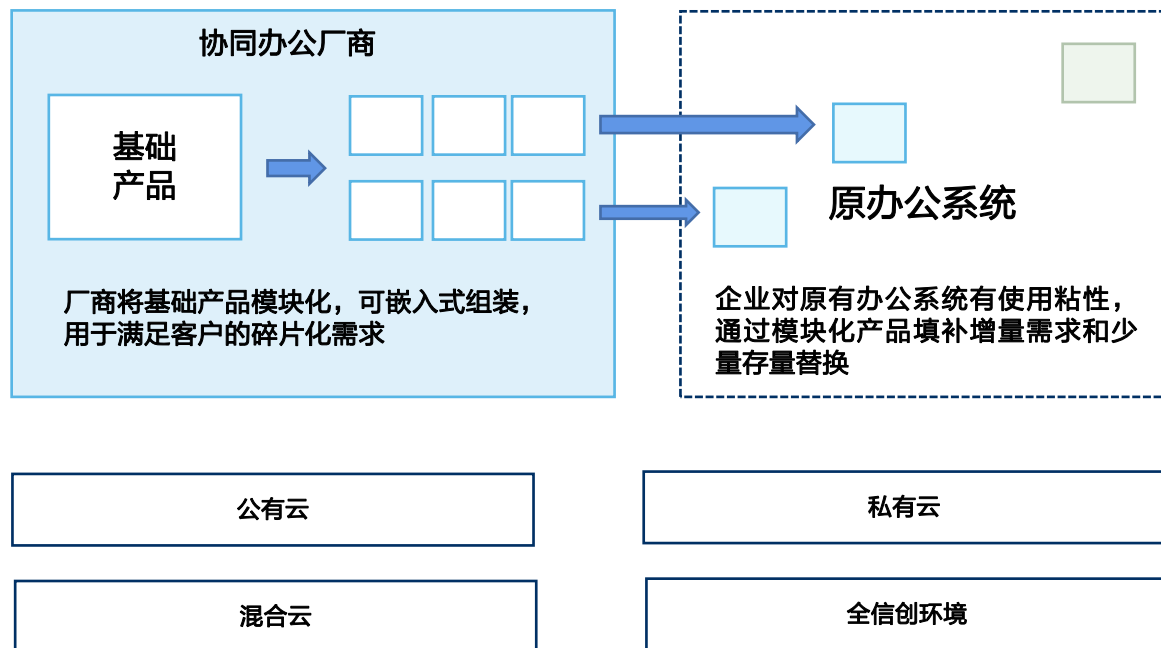 协同办公厂商
基础
产品
厂商将基础产品模块化，可嵌入式组装，
用于满足客户的碎片化需求
原办公系统
企业对原有办公系统有使用粘性，
通过模块化产品填补增量需求和少
量存量替换
公有云
私有云
混合云
全信创环境